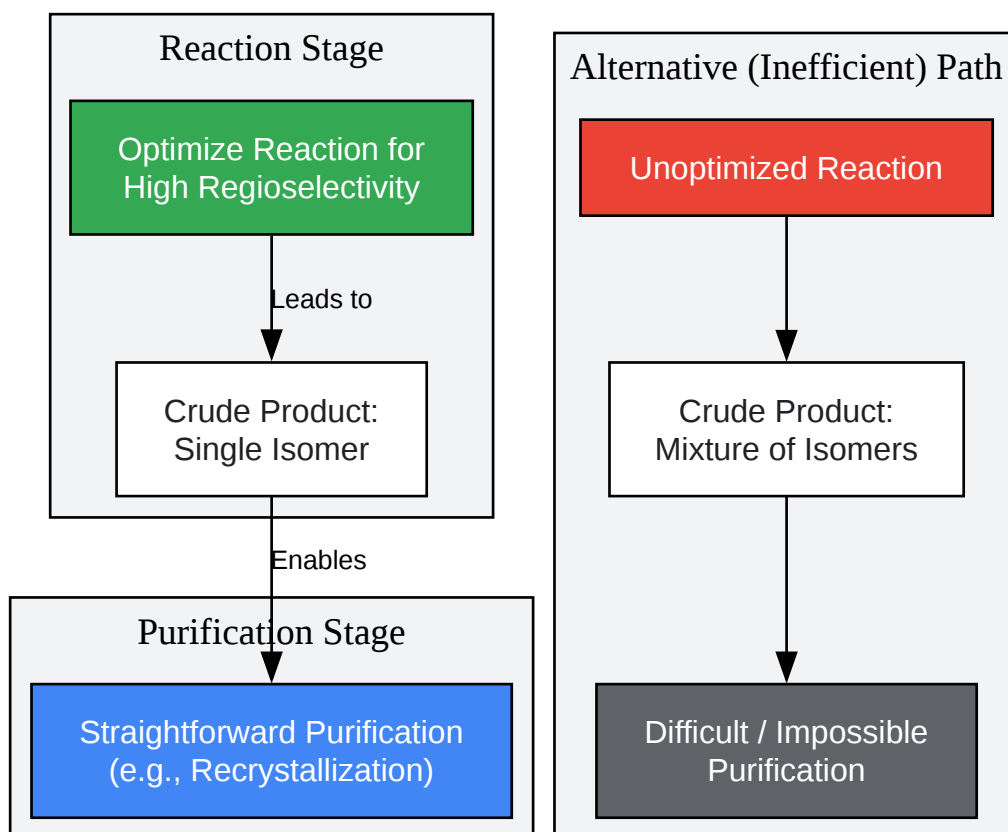 Reaction Stage
Optimize Reaction for
High Regioselectivity
Leads to
Crude Product:
Single Isomer
Enables
Purification Stage
Straightforward Purification
(e.g., Recrystallization)
Alternative (Inefficient) Path
Unoptimized Reaction
Crude Product:
Mixture of Isomers
Difficult / Impossible
Purification